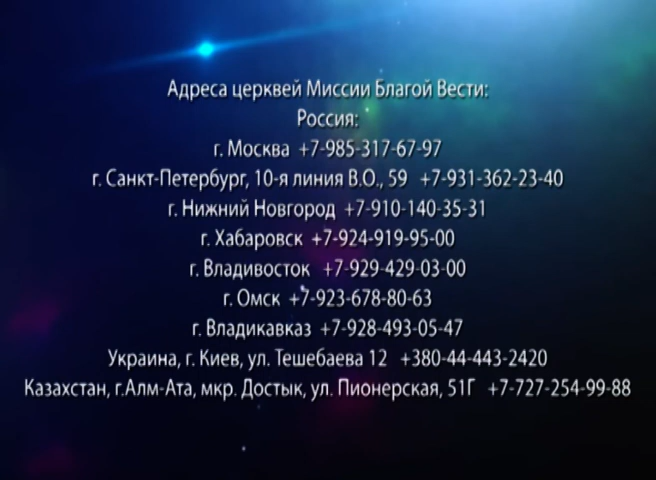 Адреса церквей Миссии Благой Вести:
Россия:
г. Москва +7-985-317-67-97
г. Санкт-Петербург, 10-я линия В.О., 59 +7-931-362-23-40
г. Нижний Новгород +7-910-140-35-31
г. Хабаровск +7-924-919-95-00
г. Владивосток +7-929-429-03-00
г. Омск +7-923-678-80-63
г. Владикавказ +7-928-493-05-47
Украина, г. Киев, ул. Тешебаева 12 +380-44-443-2420
Казахстан, г.Алм-Ата, мкр. Достык, ул. Пионерская, 51Г +7-727-254-99-88